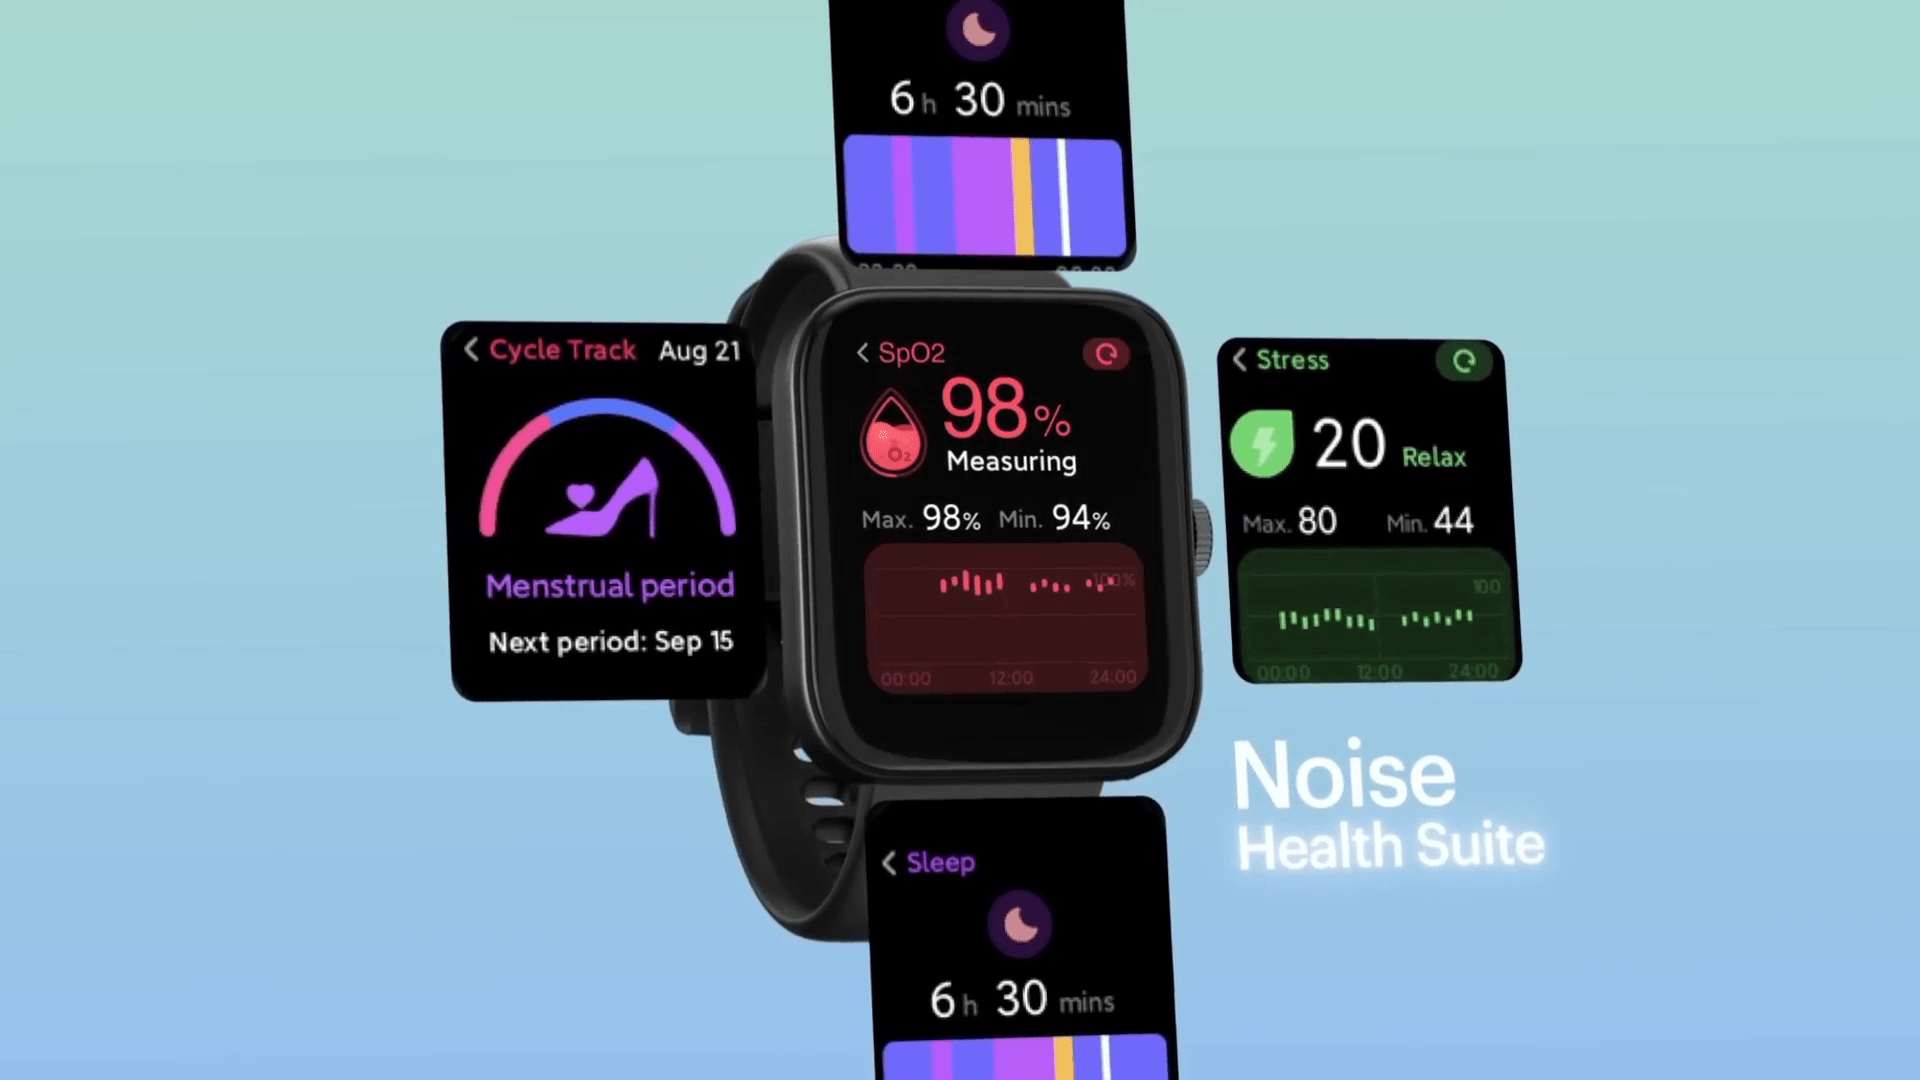 6 h 30 mins
Cycle Track Aug 21
Menstrual period
Next period: Sep 15
SpO2
98%
O2
Measuring
Max. 98% Min. 94%
100%
00:00 12:00 24:00
Stress
20 Relax
Max. 80 Min. 44
100
00:00 12:00 24:00
Noise
Health Suite
Sleep
6 h 30 mins